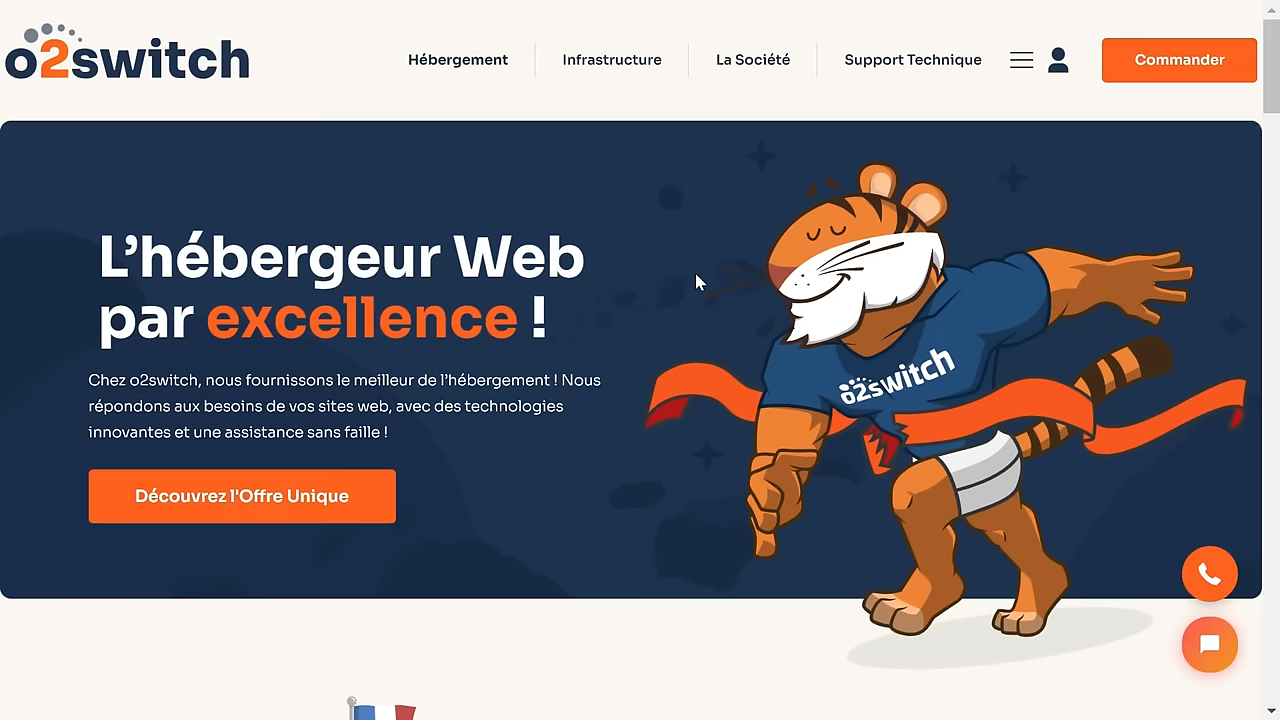 o2switch
Hébergement
Infrastructure
La Société
Support Technique
Commander
L’hébergeur Web
par excellence !
Chez o2switch, nous fournissons le meilleur de l’hébergement ! Nous
répondons aux besoins de vos sites web, avec des technologies
innovantes et une assistance sans faille !
Découvrez l'Offre Unique
o2switch